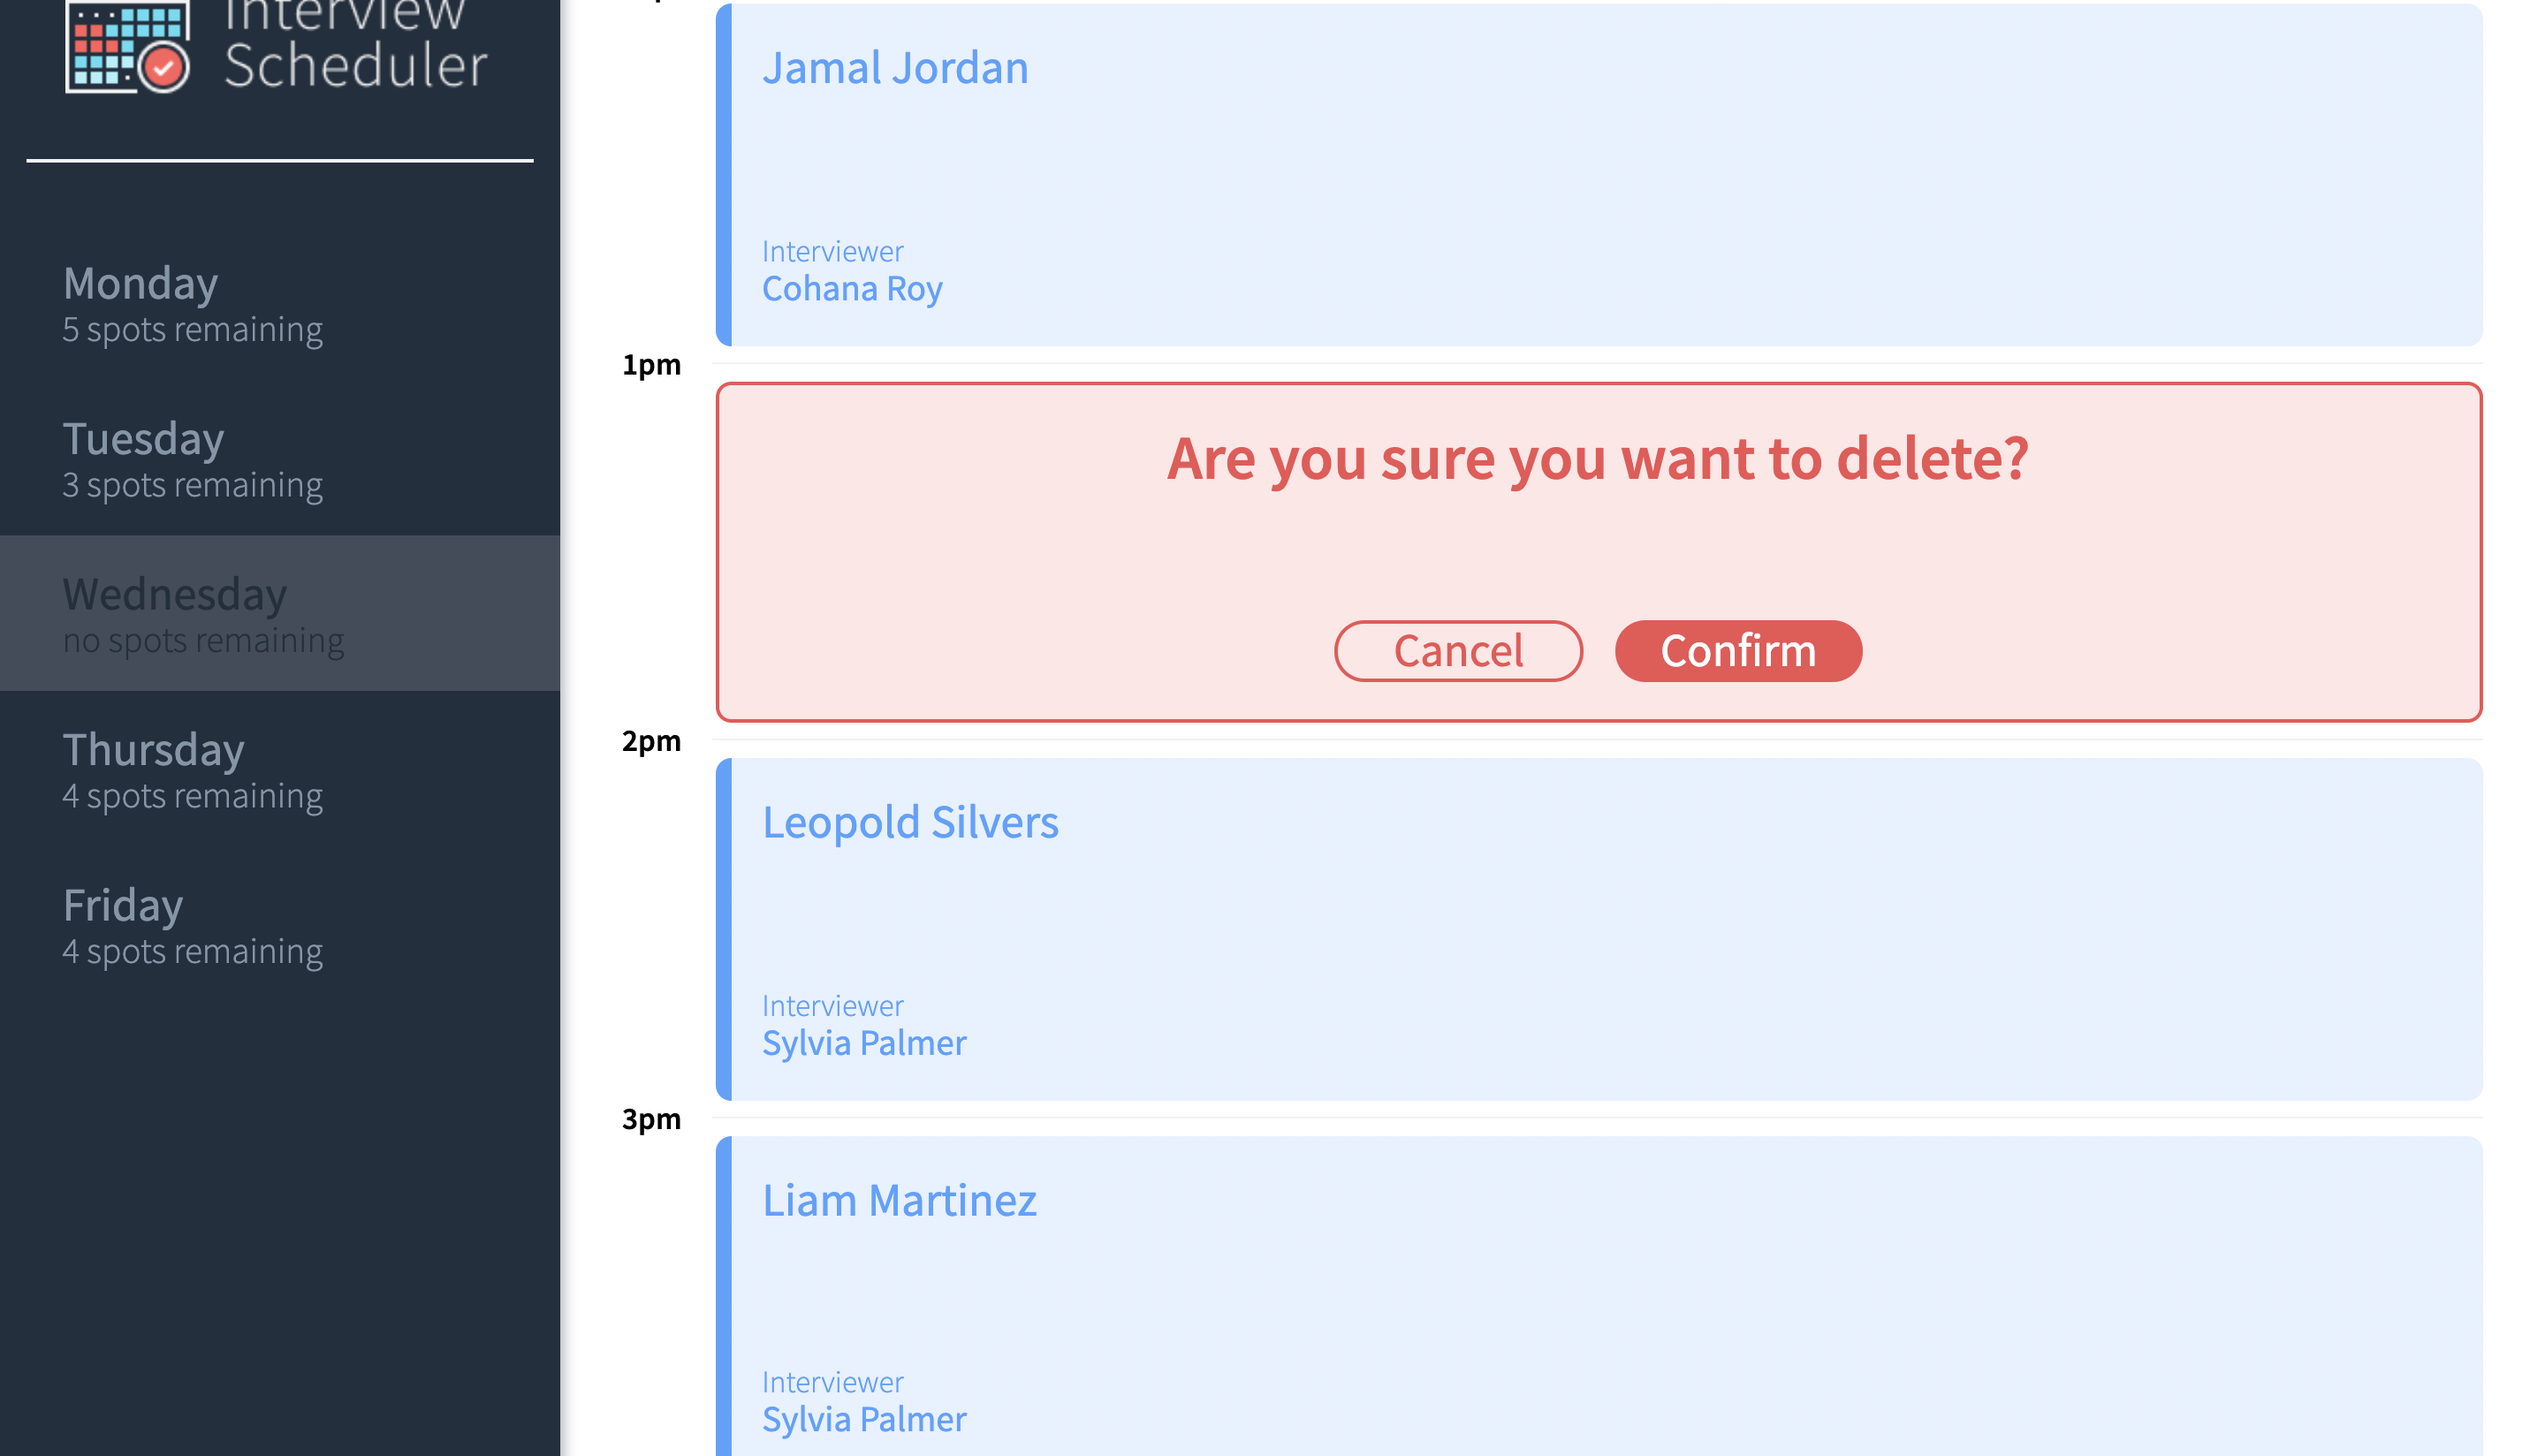 Interview
Scheduler
Monday
5 spots remaining
Tuesday
3 spots remaining
Wednesday
no spots remaining
Thursday
4 spots remaining
Friday
4 spots remaining
Jamal Jordan
Interviewer
Cohana Roy
1pm
Are you sure you want to delete?
Cancel Confirm
2pm
Leopold Silvers
Interviewer
Sylvia Palmer
3pm
Liam Martinez
Interviewer
Sylvia Palmer